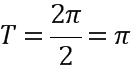 T = 2π/2 = π